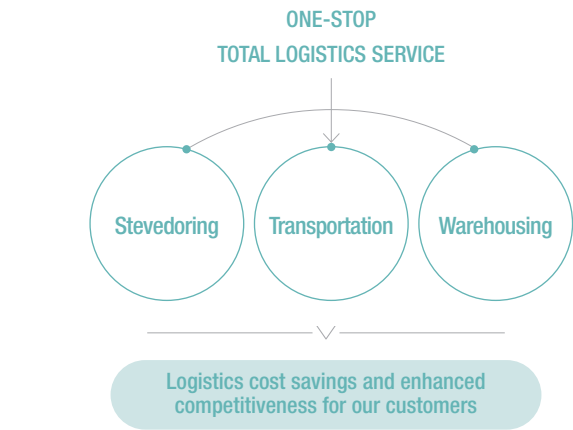 ONE-STOP
TOTAL LOGISTICS SERVICE
Stevedoring
Transportation
Warehousing
Logistics cost savings and enhanced
competitiveness for our customers